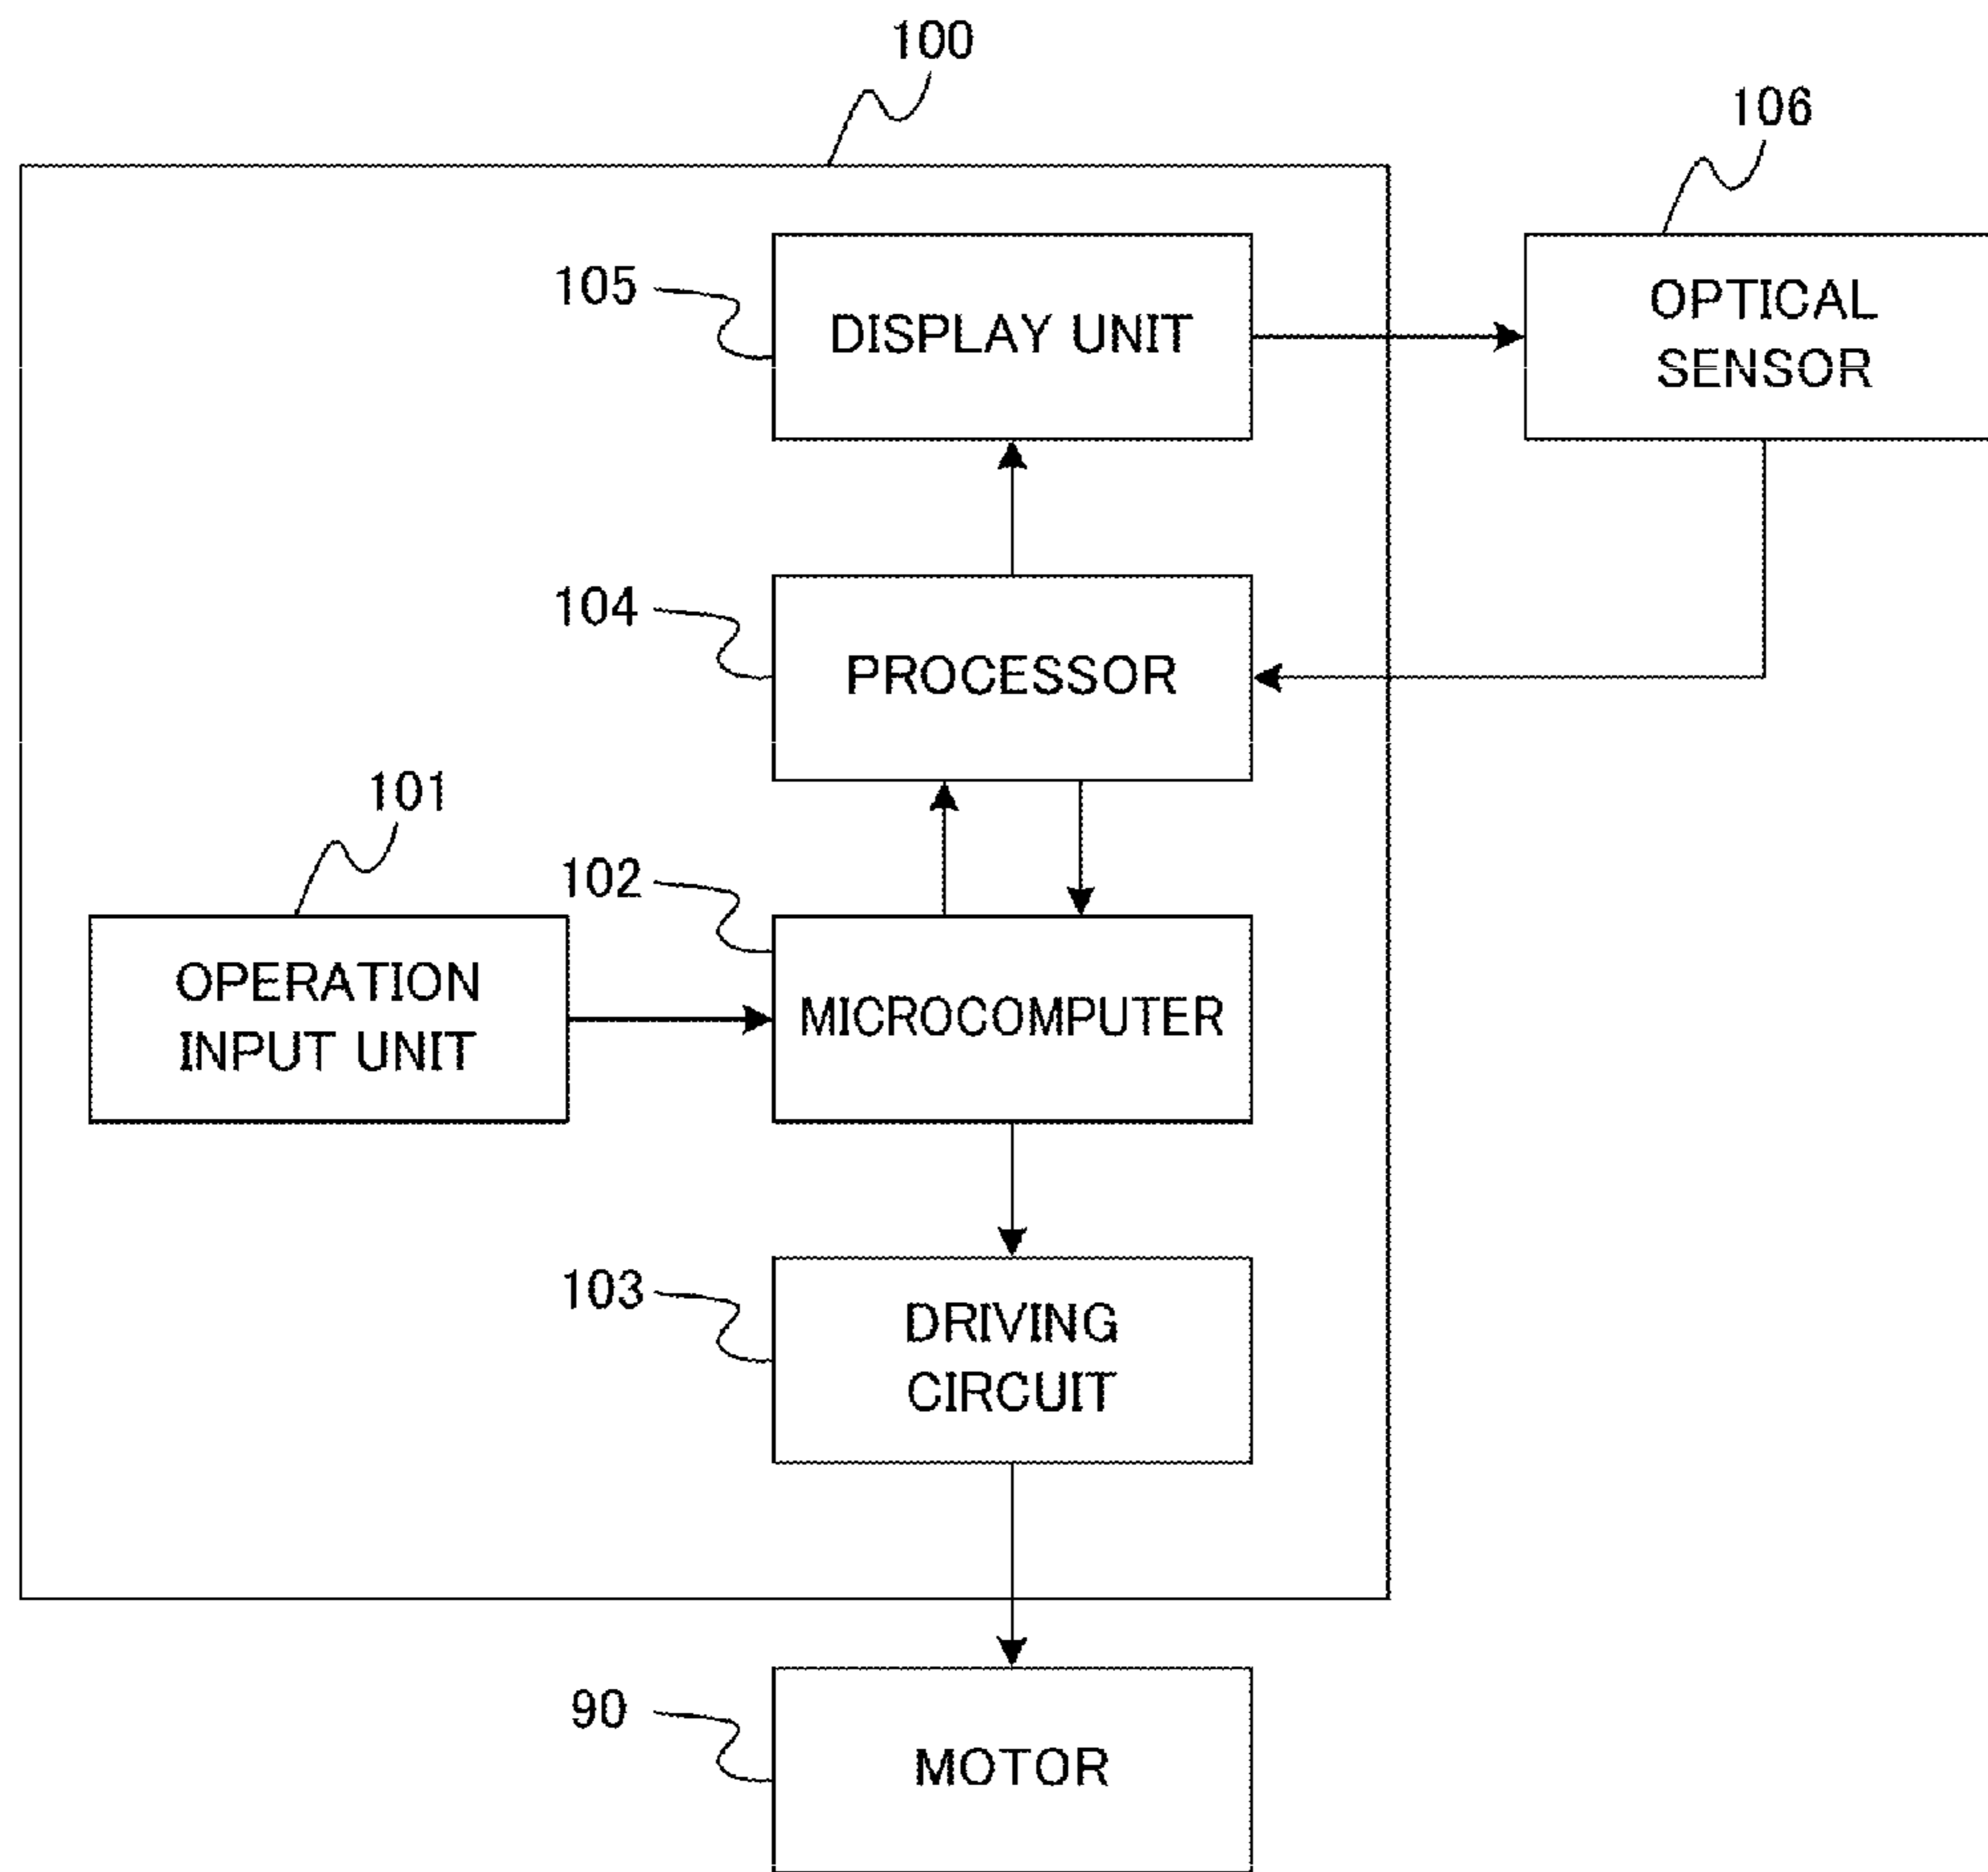 100
106
105
DISPLAY UNIT
OPTICAL
SENSOR
104
PROCESSOR
101
102
OPERATION
INPUT UNIT
MICROCOMPUTER
103
DRIVING
CIRCUIT
90
MOTOR